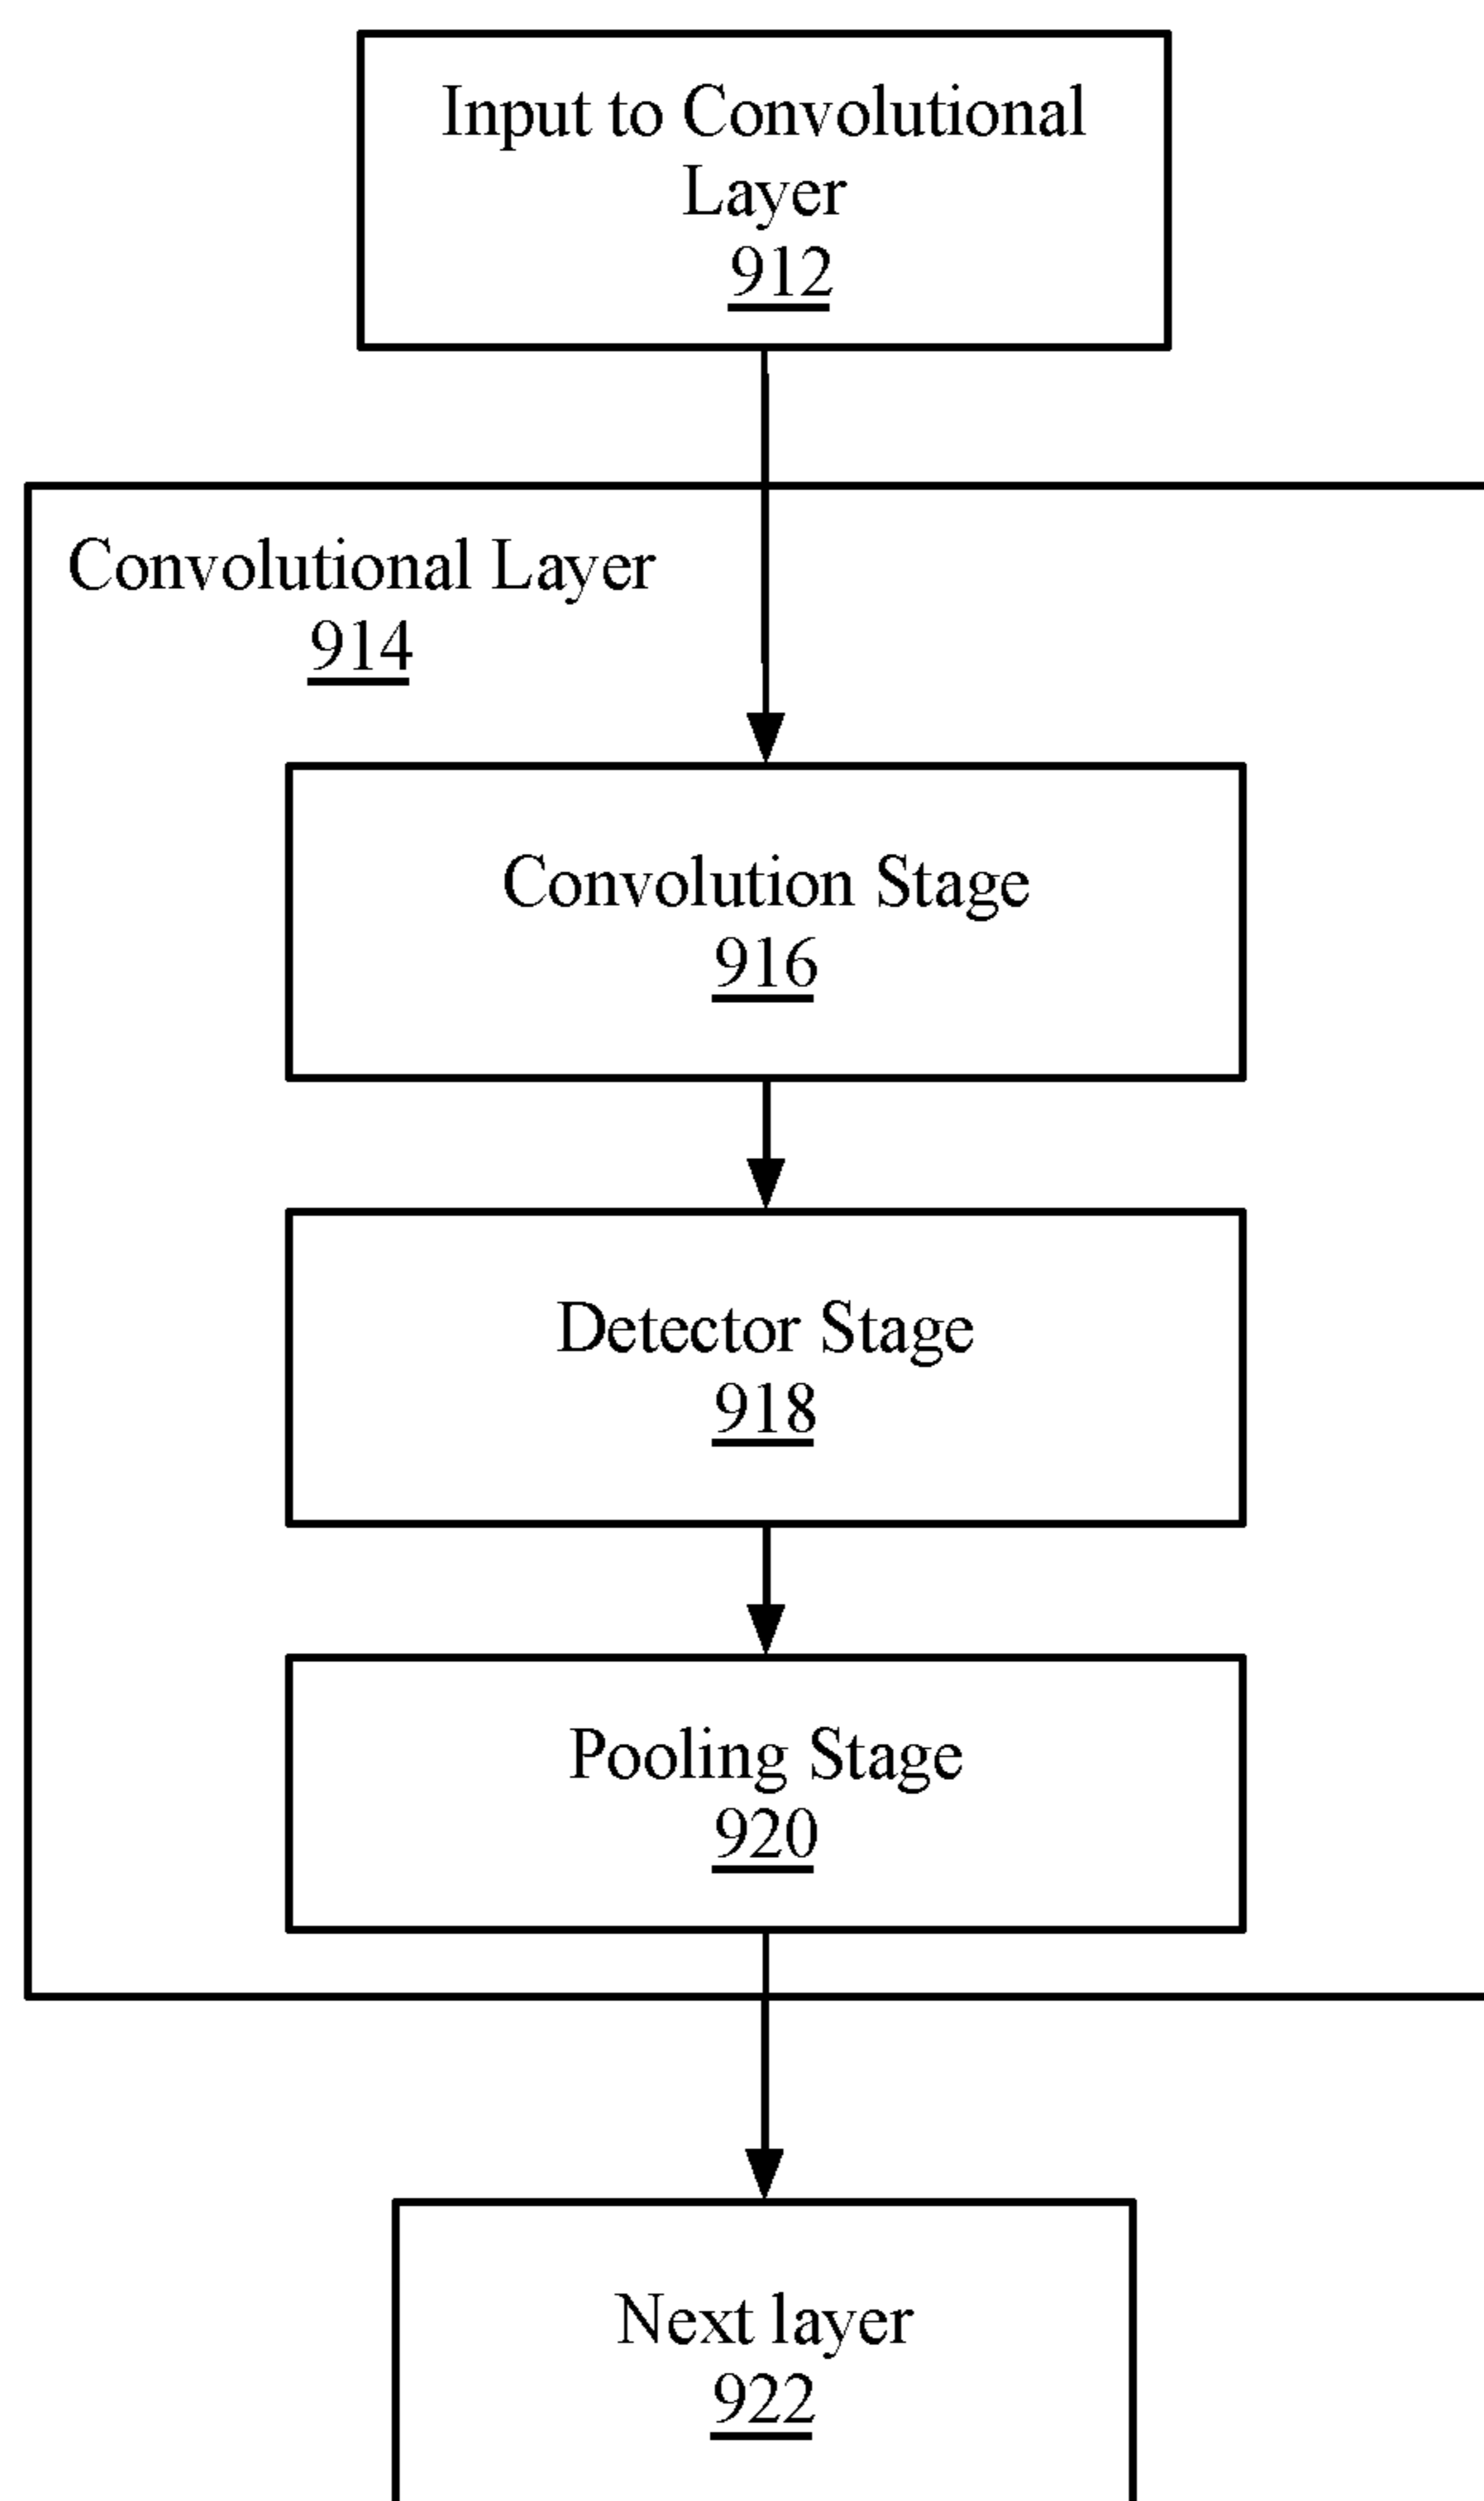 Input to Convolutional
Layer
912
Convolutional Layer
914
Convolution Stage
916
Detector Stage
918
Pooling Stage
920
Next layer
922